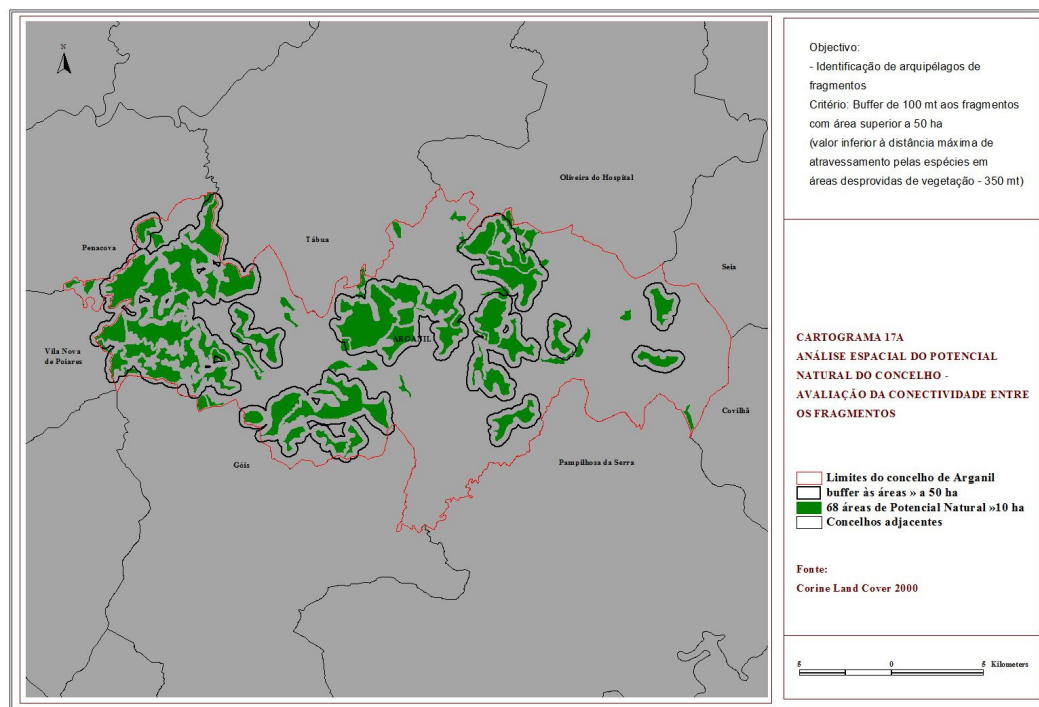 N
Oliveira do Hospital
Tábua
Penacova
Seia
ARGANIL
Vila Nova
de Poiares
Covilhã
Góis
Pampilhosa da Serra
Objectivo:
- Identificação de arquipélagos de
fragmentos
Critério: Buffer de 100 mt aos fragmentos
com área superior a 50 ha
(valor inferior à distância máxima de
atravessamento pelas espécies em
áreas desprovidas de vegetação - 350 mt)
CARTOGRAMA 17A
ANÁLISE ESPACIAL DO POTENCIAL
NATURAL DO CONCELHO -
AVALIAÇÃO DA CONECTIVIDADE ENTRE
OS FRAGMENTOS
Limites do concelho de Arganil
buffer às áreas » a 50 ha
68 áreas de Potencial Natural »10 ha
Concelhos adjacentes
Fonte:
Corine Land Cover 2000
5 0 5 Kilometers